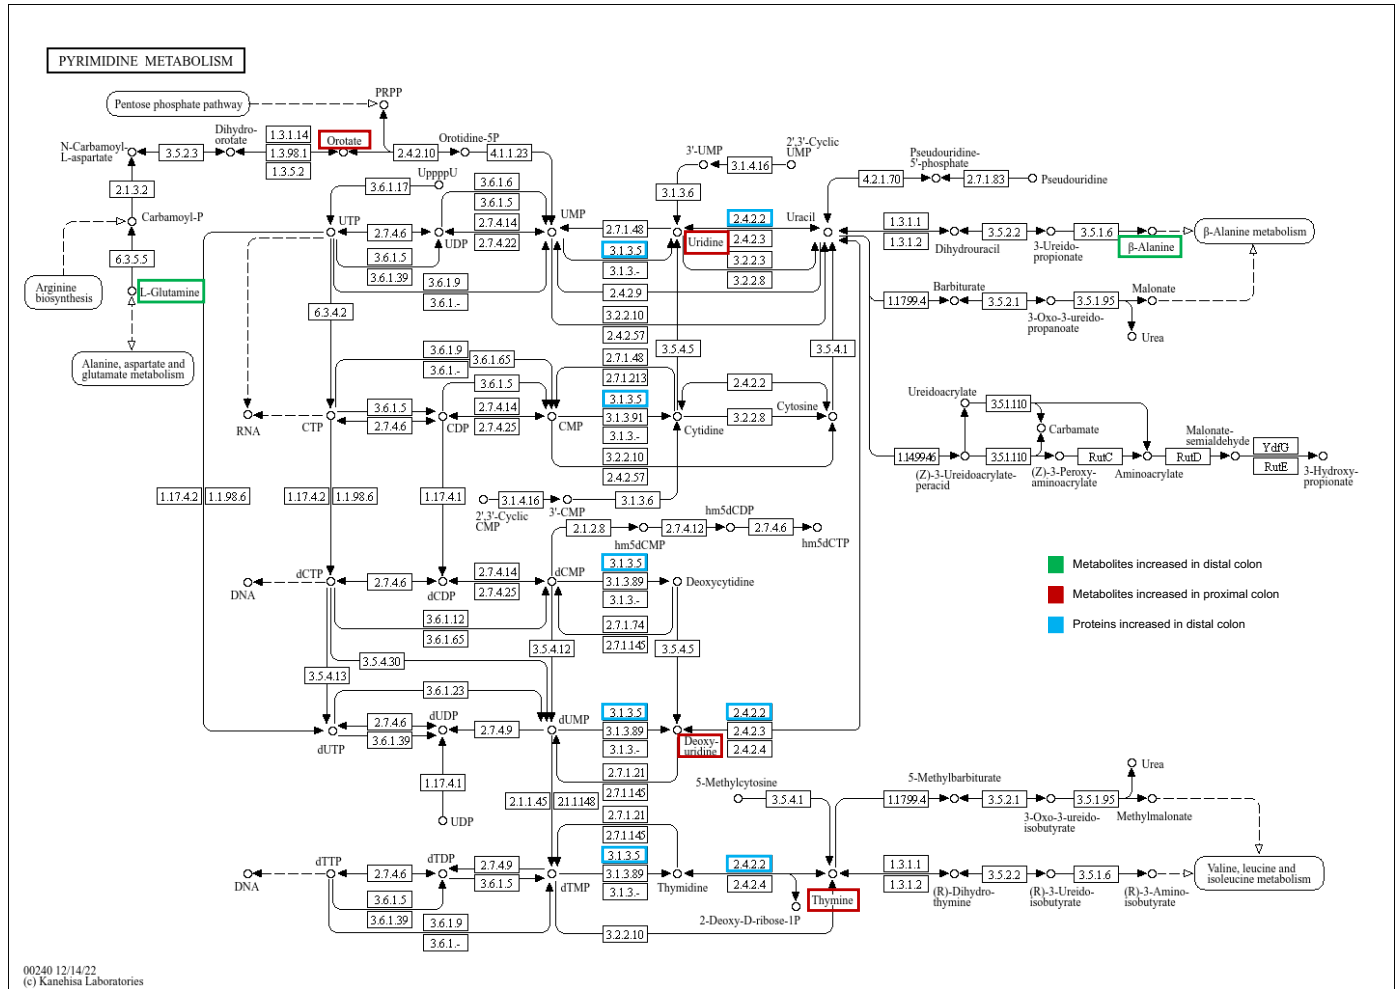 PYRIMIDINE METABOLISM
Pentose phosphate pathway
PRPP
N-Carbamoyl-
L-aspartate
3.5.2.3
Dihydro-
orotate
1.3.1.14
1.3.98.1
1.3.5.2
Orotate
2.4.2.10
Orotidine-5P
4.1.1.23
2.1.3.2
Carbamoyl-P
6.3.5.5
L-Glutamine
Arginine
biosynthesis
Alanine, aspartate and
glutamate metabolism
UppppU
3.6.1.17
3.6.1.6
3.6.1.5
2.7.4.14
2.7.4.22
UTP
2.7.4.6
UDP
3.6.1.5
3.6.1.39
3.6.1.9
3.6.1.-
UMP
2.7.1.48
3.1.3.5
3.1.3.-
2.4.2.9
3.2.2.10
2.4.2.57
3'-UMP
3.1.4.16
2',3'-Cyclic
UMP
3.1.3.6
Uridine
2.4.2.2
2.4.2.3
3.2.2.3
3.2.2.8
Uracil
4.2.1.70
Pseudouridine-
5'-phosphate
2.7.1.83
Pseudouridine
1.3.1.1
1.3.1.2
Dihydrouracil
3.5.2.2
3-Ureido-
propionate
3.5.1.6
β-Alanine
β-Alanine metabolism
1.17.99.4
Barbiturate
3.5.2.1
3-Oxo-3-ureido-
propanoate
3.5.1.95
Malonate
Urea
6.3.4.2
3.6.1.9
3.6.1.-
3.6.1.65
3.6.1.5
RNA
CTP
3.6.1.5
2.7.4.6
CDP
2.7.4.14
2.7.4.25
CMP
2.7.1.48
2.7.1.213
3.1.3.5
3.1.3.91
3.1.3.-
3.2.2.10
2.4.2.57
3.5.4.5
Cytidine
2.4.2.2
3.2.2.8
Cytosine
3.5.4.1
Ureidoacrylate
3.5.1.110
Carbamate
1.14.99.46
(Z)-3-Ureidoacrylate-
peracid
3.5.1.110
(Z)-3-Peroxy-
aminoacrylate
RutC
Aminoacrylate
RutD
Malonate-
semialdehyde
YdfG
RutE
3-Hydroxy-
propionate
1.17.4.2
1.1.98.6
1.17.4.2
1.1.98.6
1.17.4.1
2',3'-Cyclic
CMP
3.1.4.16
3'-CMP
3.1.3.6
2.1.2.8
hm5dCMP
2.7.4.12
hm5dCDP
2.7.4.6
hm5dCTP
DNA
dCTP
2.7.4.6
dCDP
2.7.4.14
2.7.4.25
dCMP
3.1.3.5
3.1.3.89
3.1.3.-
Deoxycytidine
3.6.1.12
3.6.1.65
2.7.1.74
2.7.1.145
3.5.4.13
3.5.4.30
3.5.4.12
3.5.4.5
Metabolites increased in distal colon
Metabolites increased in proximal colon
Proteins increased in distal colon
3.6.1.23
dUTP
2.7.4.6
3.6.1.39
dUDP
2.7.4.9
dUMP
3.1.3.5
3.1.3.89
3.1.3.-
Deoxy-
uridine
2.4.2.2
2.4.2.3
2.4.2.4
1.17.4.1
UDP
2.7.1.21
2.7.1.145
2.1.1.45
2.1.1.148
2.7.1.21
2.7.1.145
5-Methylcytosine
3.5.4.1
1.17.99.4
5-Methylbarbiturate
3.5.2.1
3-Oxo-3-ureido-
isobutyrate
3.5.1.95
Urea
Methylmalonate
DNA
dTTP
2.7.4.6
dTDP
2.7.4.9
3.6.1.5
dTMP
3.1.3.5
3.1.3.89
3.1.3.-
Thymidine
2.4.2.2
2.4.2.4
2-Deoxy-D-ribose-1P
Thymine
1.3.1.1
1.3.1.2
(R)-Dihydro-
thymine
3.5.2.2
(R)-3-Ureido-
isobutyrate
3.5.1.6
(R)-3-Amino-
isobutyrate
Valine, leucine and
isoleucine metabolism
3.6.1.5
3.6.1.39
3.6.1.9
3.6.1.-
3.2.2.10
00240 12/14/22
(c) Kanehisa Laboratories